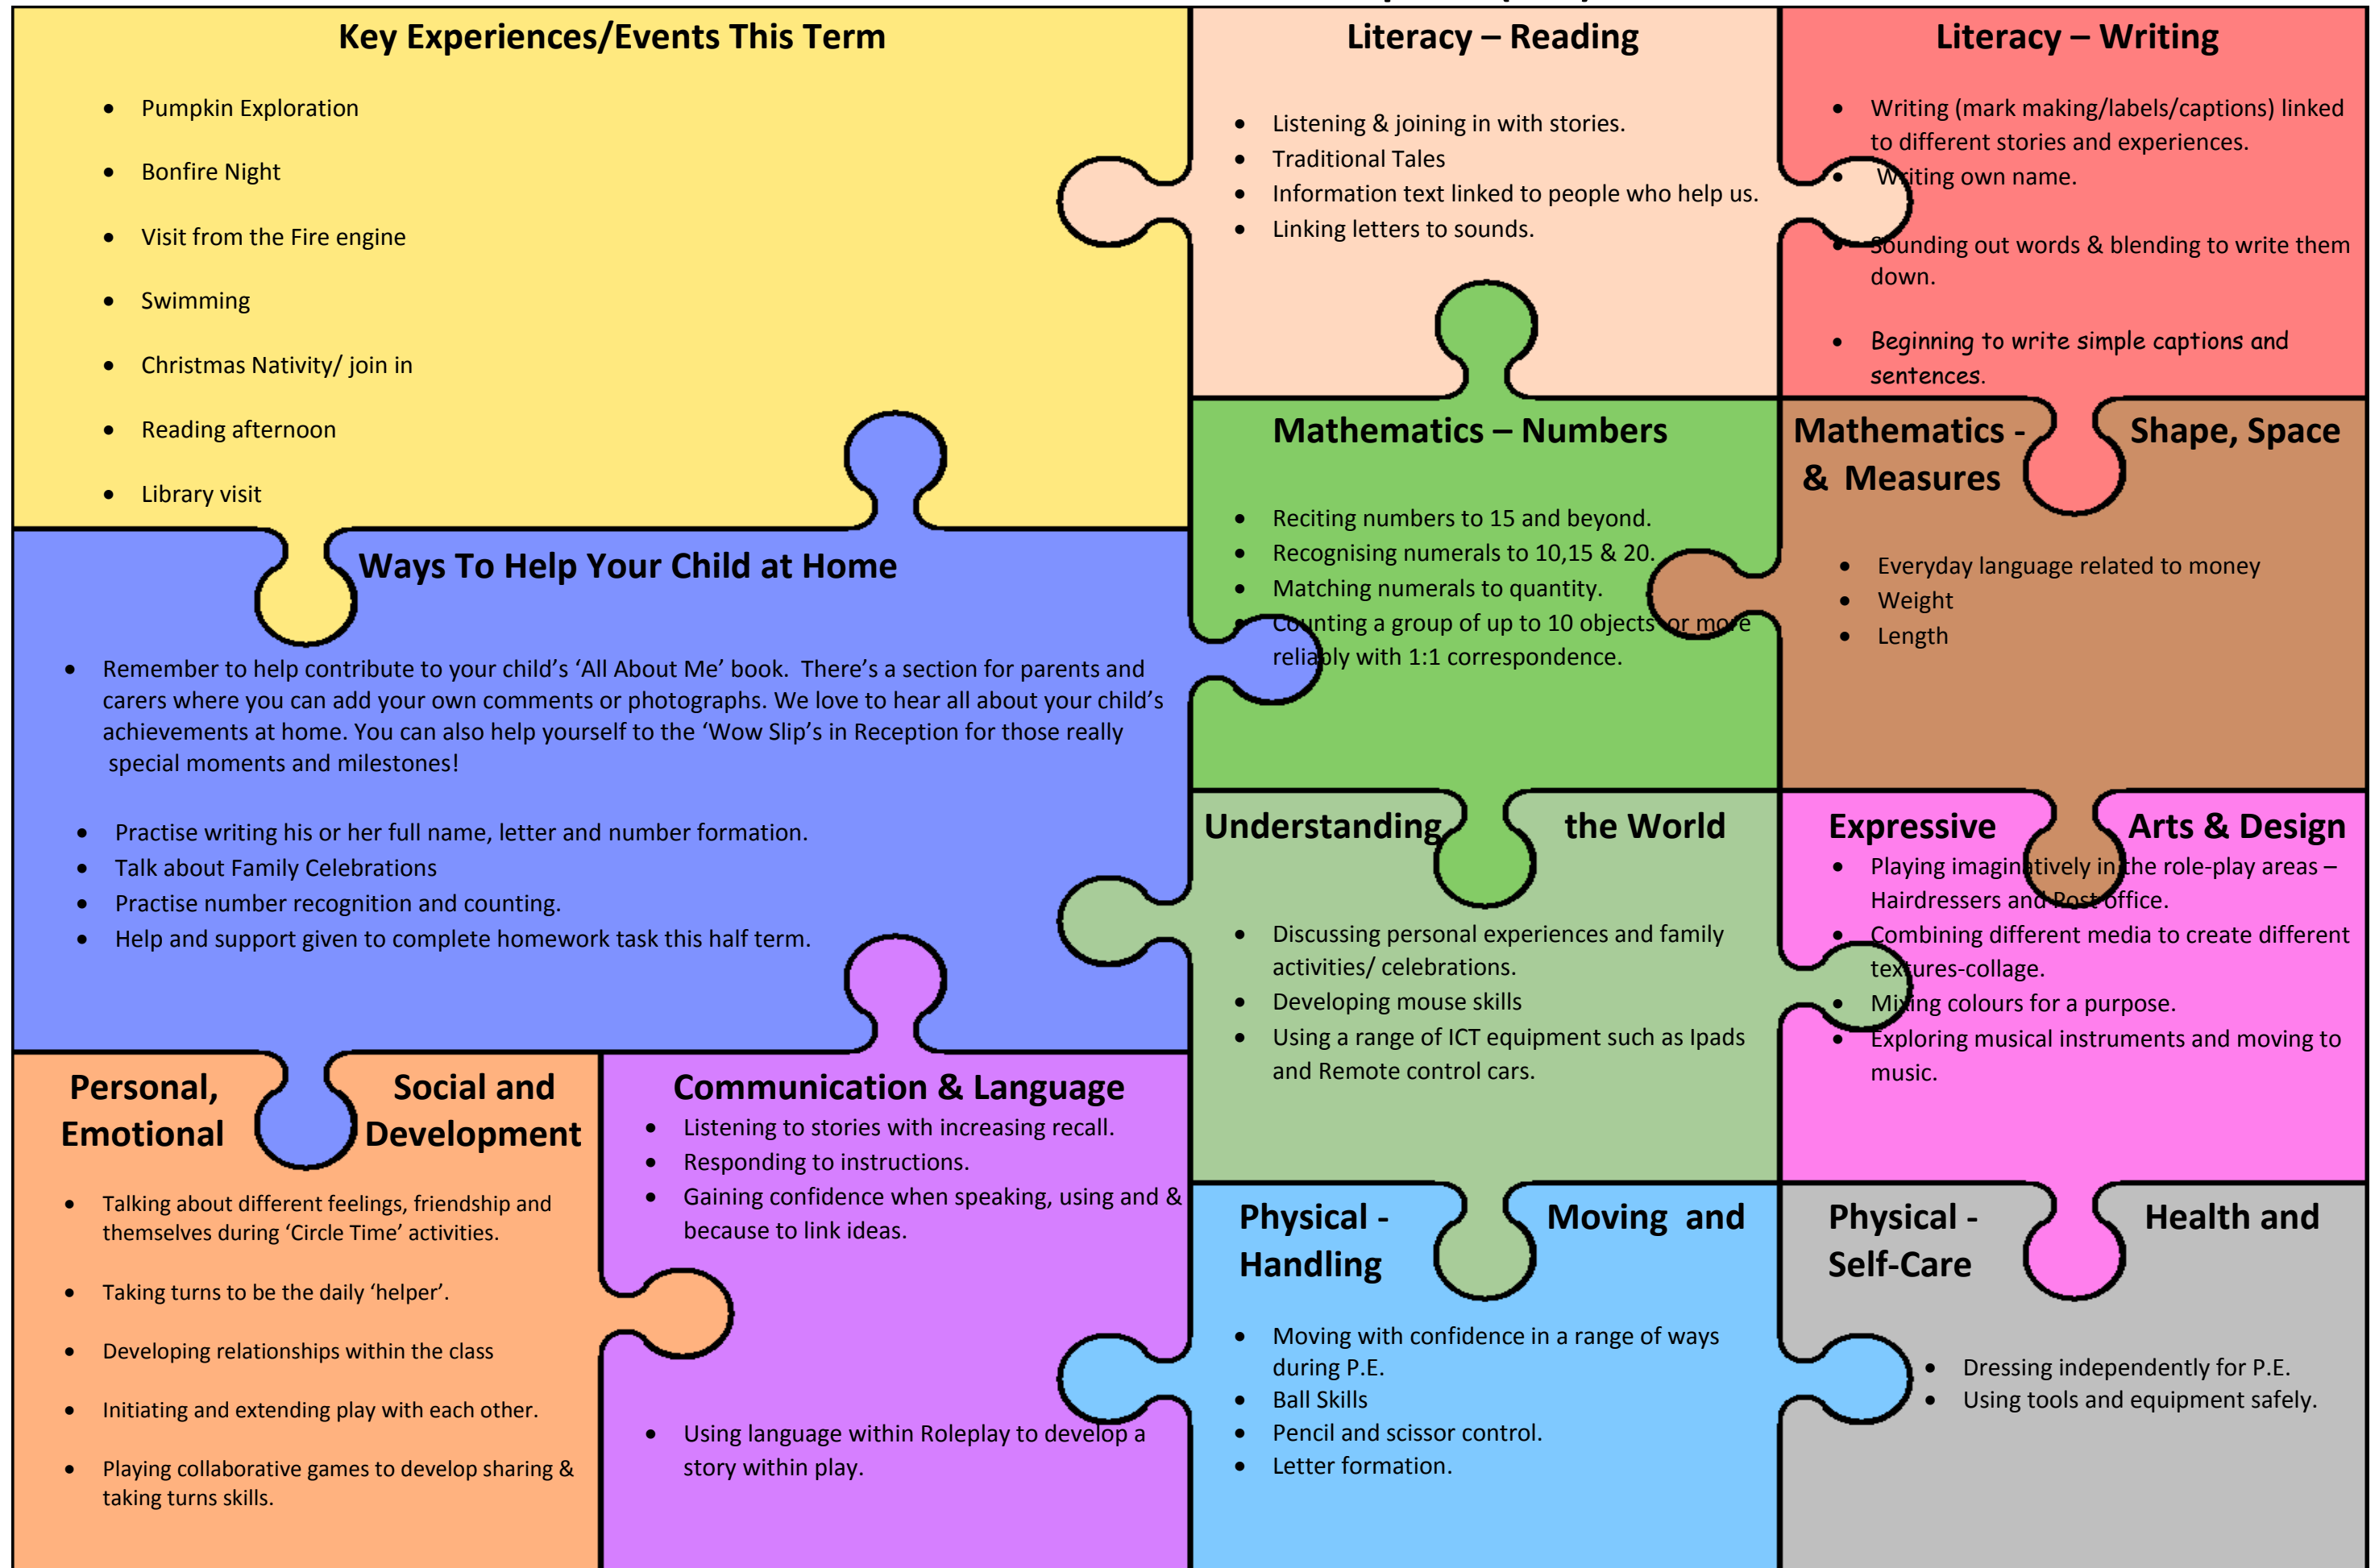 Key Experiences/Events This Term
• Pumpkin Exploration
• Bonfire Night
• Visit from the Fire engine
• Swimming
• Christmas Nativity/ join in
• Reading afternoon
• Library visit
Literacy – Reading
• Listening & joining in with stories.
• Traditional Tales
• Information text linked to people who help us.
• Linking letters to sounds.
Literacy – Writing
• Writing (mark making/labels/captions) linked
to different stories and experiences.
• Writing own name.
• Sounding out words & blending to write them
down.
• Beginning to write simple captions and
sentences.
Ways To Help Your Child at Home
• Remember to help contribute to your child’s ‘All About Me’ book. There’s a section for parents and
carers where you can add your own comments or photographs. We love to hear all about your child’s
achievements at home. You can also help yourself to the ‘Wow Slip’s in Reception for those really
special moments and milestones!
• Practise writing his or her full name, letter and number formation.
• Talk about Family Celebrations
• Practise number recognition and counting.
• Help and support given to complete homework task this half term.
Mathematics – Numbers
• Reciting numbers to 15 and beyond.
• Recognising numerals to 10,15 & 20.
• Matching numerals to quantity.
• Counting a group of up to 10 objects or more
reliably with 1:1 correspondence.
Mathematics - Shape, Space
& Measures
• Everyday language related to money
• Weight
• Length
Understanding the World
• Discussing personal experiences and family
activities/ celebrations.
• Developing mouse skills
• Using a range of ICT equipment such as Ipads
and Remote control cars.
Expressive Arts & Design
• Playing imaginatively in the role-play areas –
Hairdressers and Post office.
• Combining different media to create different
textures-collage.
• Mixing colours for a purpose.
• Exploring musical instruments and moving to
music.
Personal, Social and
Emotional Development
• Talking about different feelings, friendship and
themselves during ‘Circle Time’ activities.
• Taking turns to be the daily ‘helper’.
• Developing relationships within the class
• Initiating and extending play with each other.
• Playing collaborative games to develop sharing &
taking turns skills.
Communication & Language
• Listening to stories with increasing recall.
• Responding to instructions.
• Gaining confidence when speaking, using and &
because to link ideas.
• Using language within Roleplay to develop a
story within play.
Physical - Moving and
Handling
• Moving with confidence in a range of ways
during P.E.
• Ball Skills
• Pencil and scissor control.
• Letter formation.
Physical - Health and
Self-Care
• Dressing independently for P.E.
• Using tools and equipment safely.